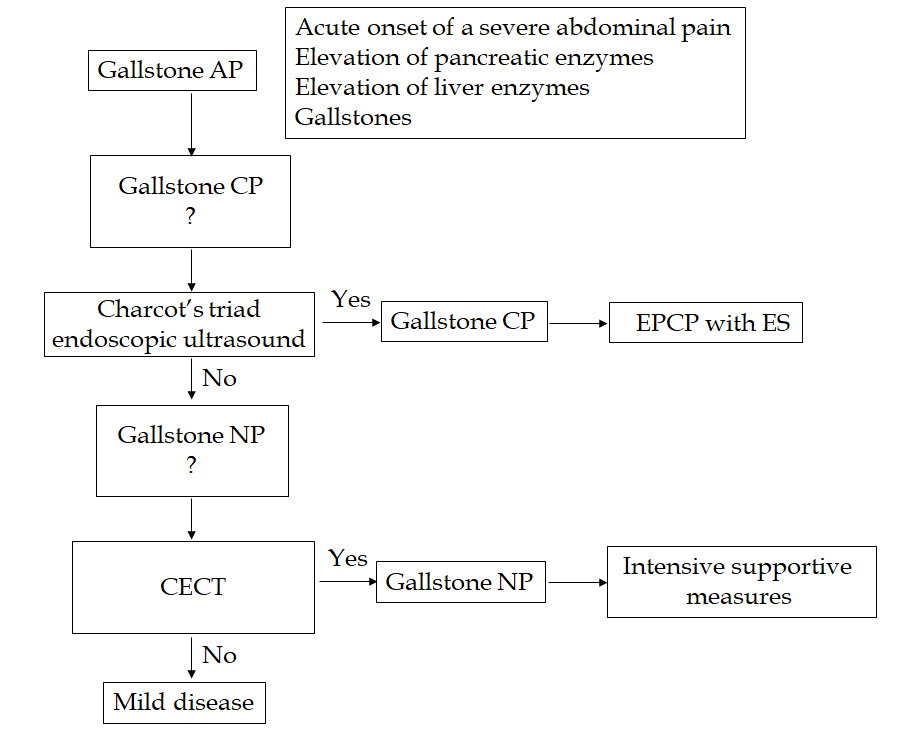 Acute onset of a severe abdominal pain
Elevation of pancreatic enzymes
Elevation of liver enzymes
Gallstones
Gallstone AP
Gallstone CP
?
Charcot’s triad
endoscopic ultrasound
Yes
Gallstone CP
EPCP with ES
No
Gallstone NP
?
CECT
Yes
Gallstone NP
Intensive supportive
measures
No
Mild disease